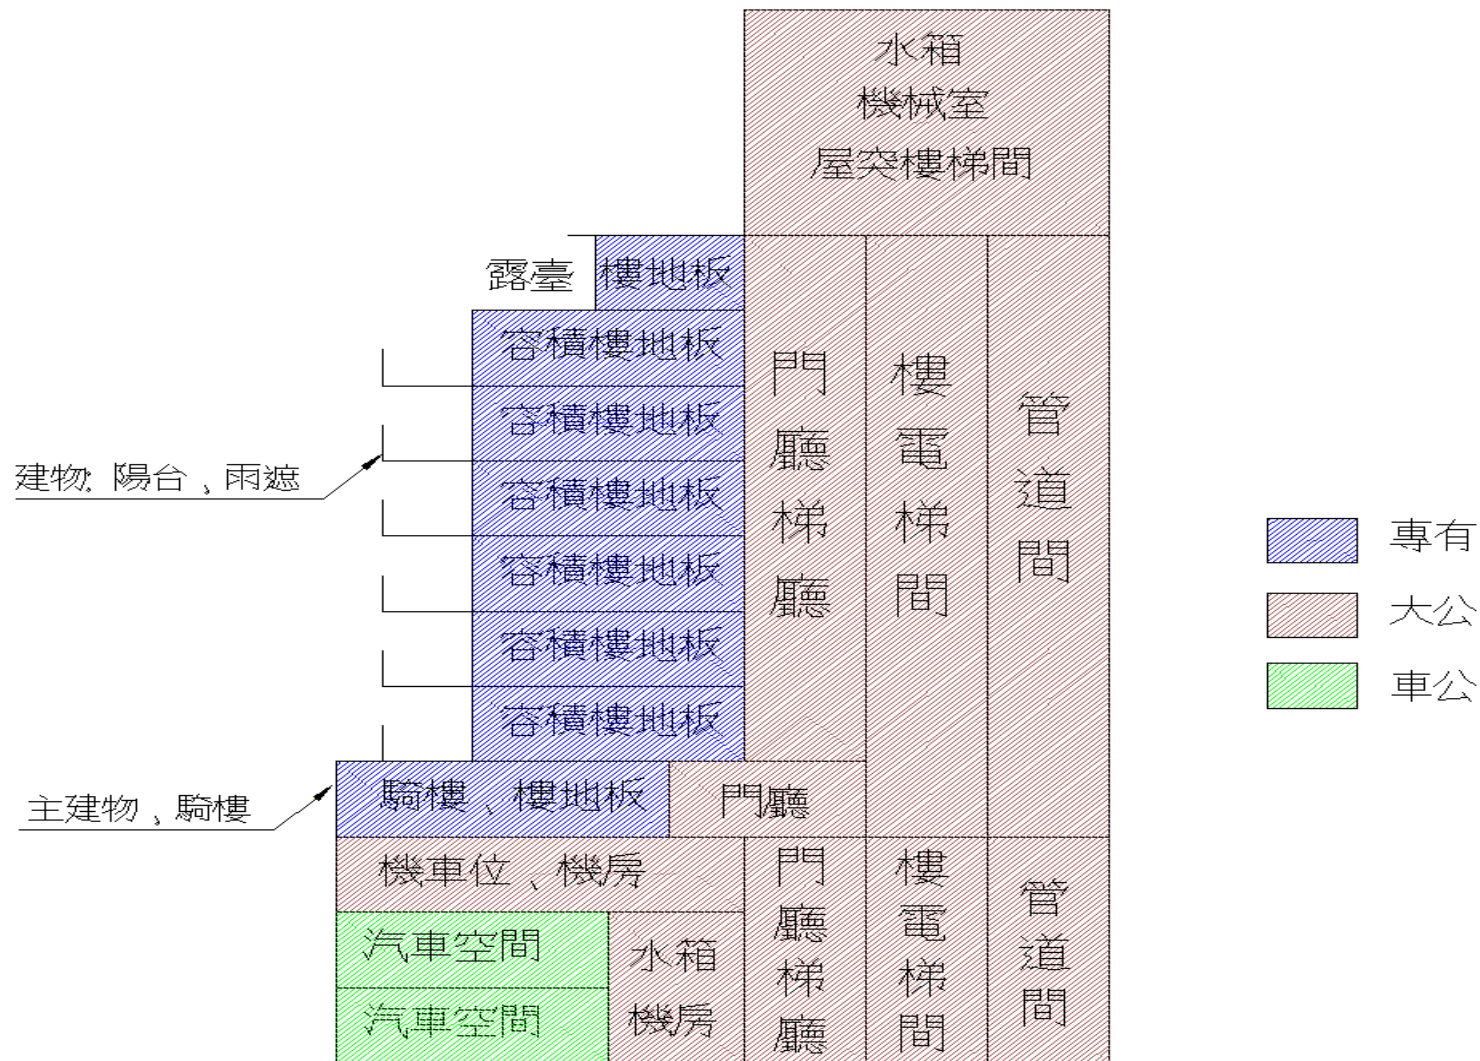 水箱
機械室
屋突樓梯間
露臺
樓地板
容積樓地板
容積樓地板
容積樓地板
容積樓地板
容積樓地板
容積樓地板
門廳梯廳
樓電梯間
管道間
建物:陽台、雨遮
主建物、騎樓
騎樓、樓地板
門廳
機車位、機房
汽車空間
汽車空間
水箱
機房
門廳梯廳
樓電梯間
管道間
專有
大公
車公